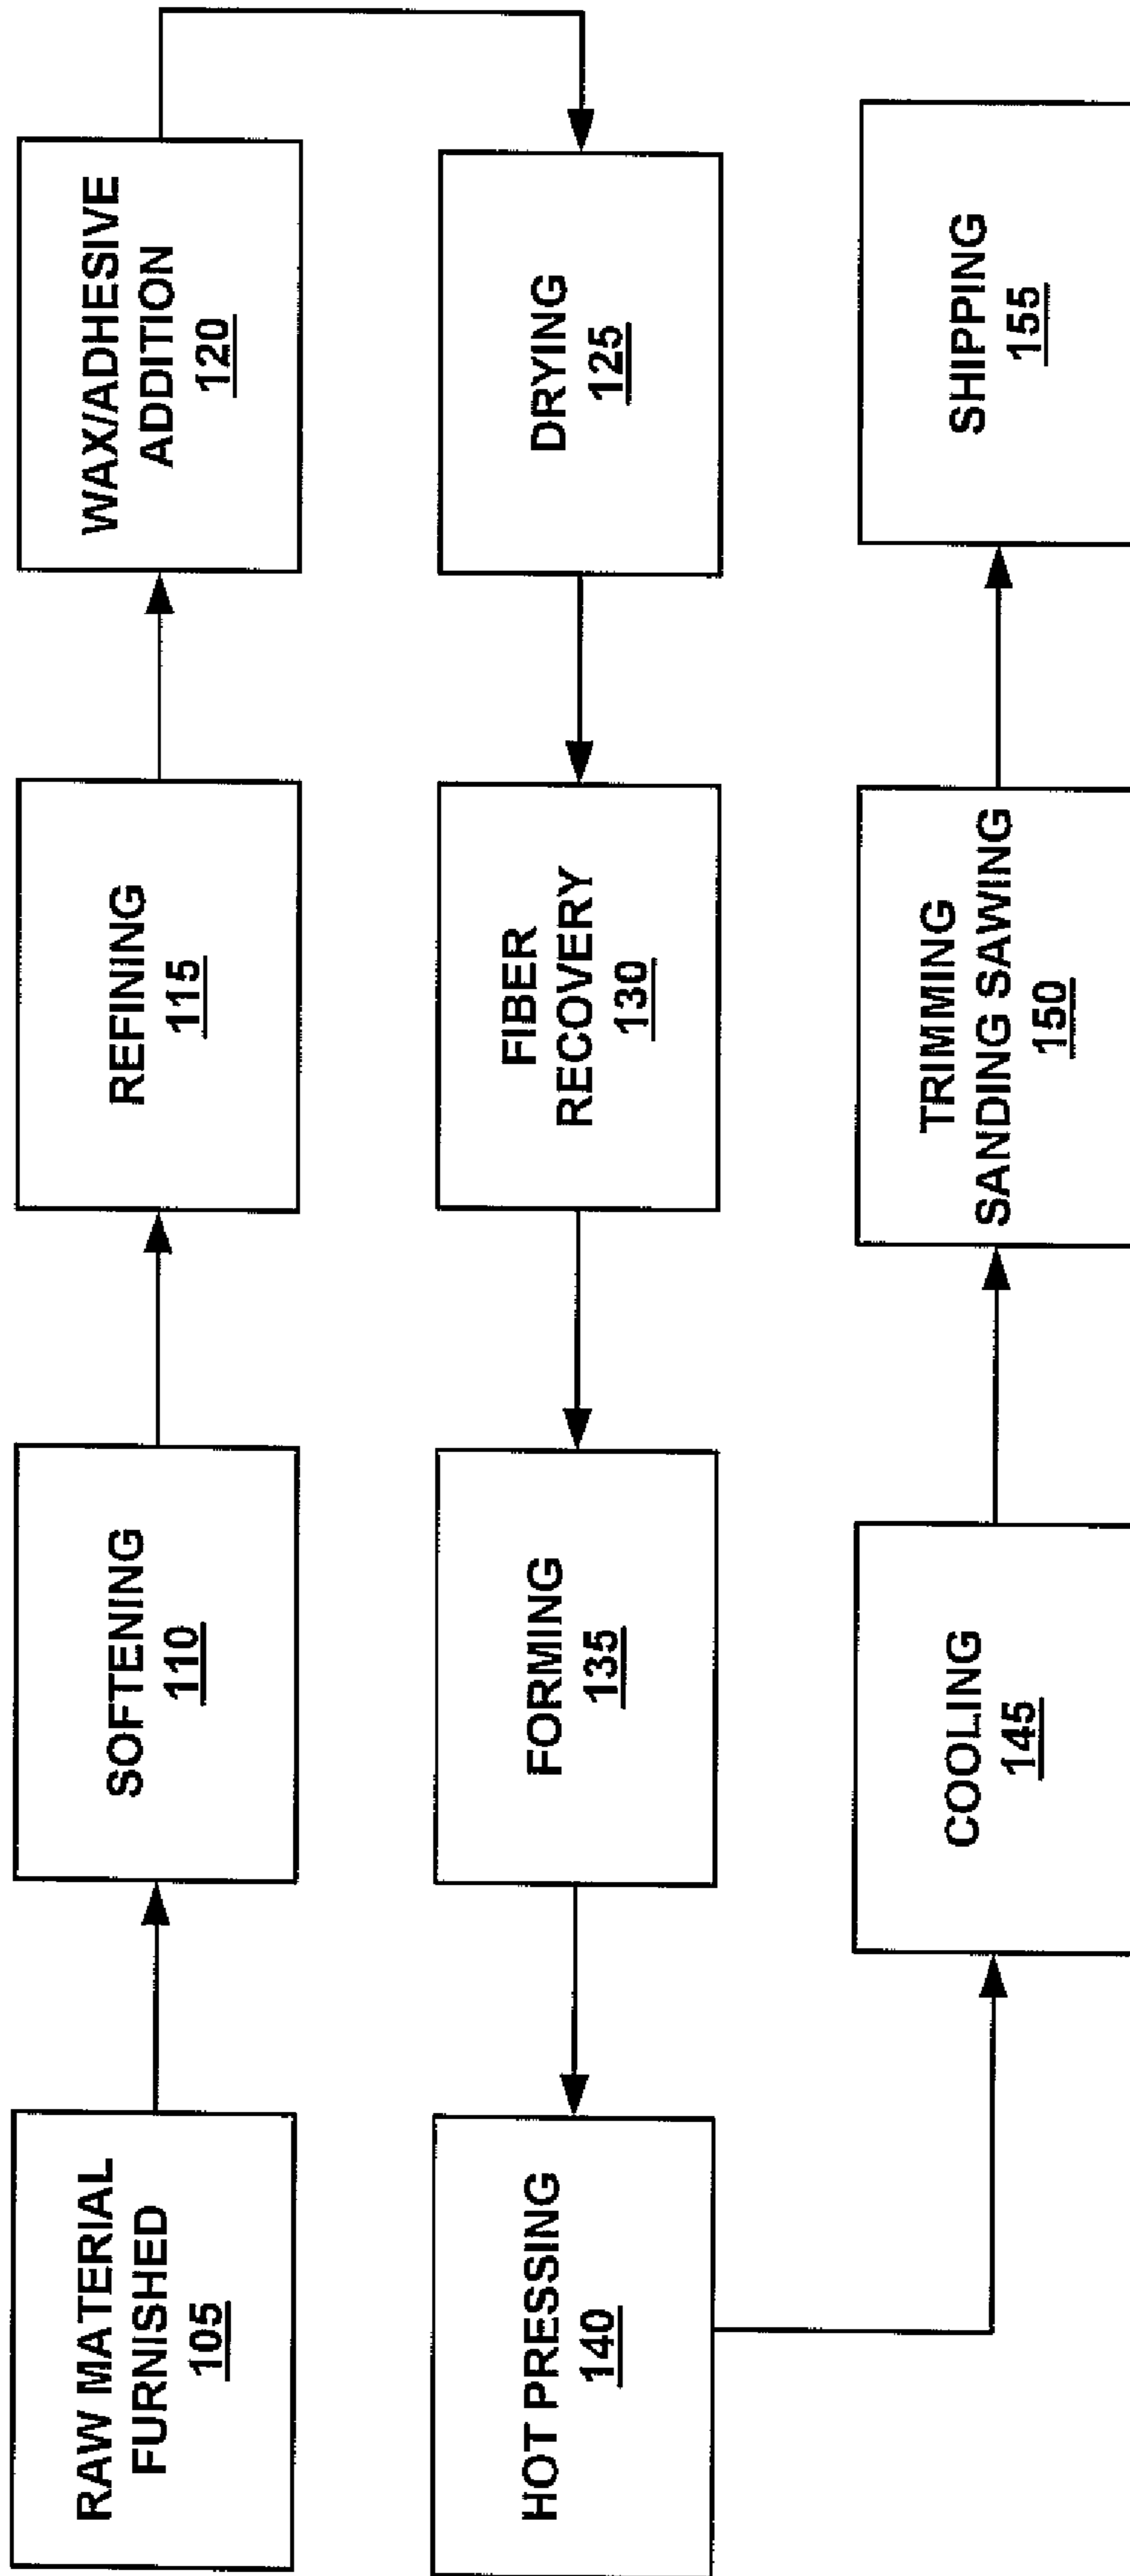 RAW MATERIAL
FURNISHED
105
SOFTENING
110
REFINING
115
WAX/ADHESIVE
ADDITION
120
DRYING
125
FIBER
RECOVERY
130
FORMING
135
HOT PRESSING
140
COOLING
145
TRIMMING
SANDING SAWING
150
SHIPPING
155